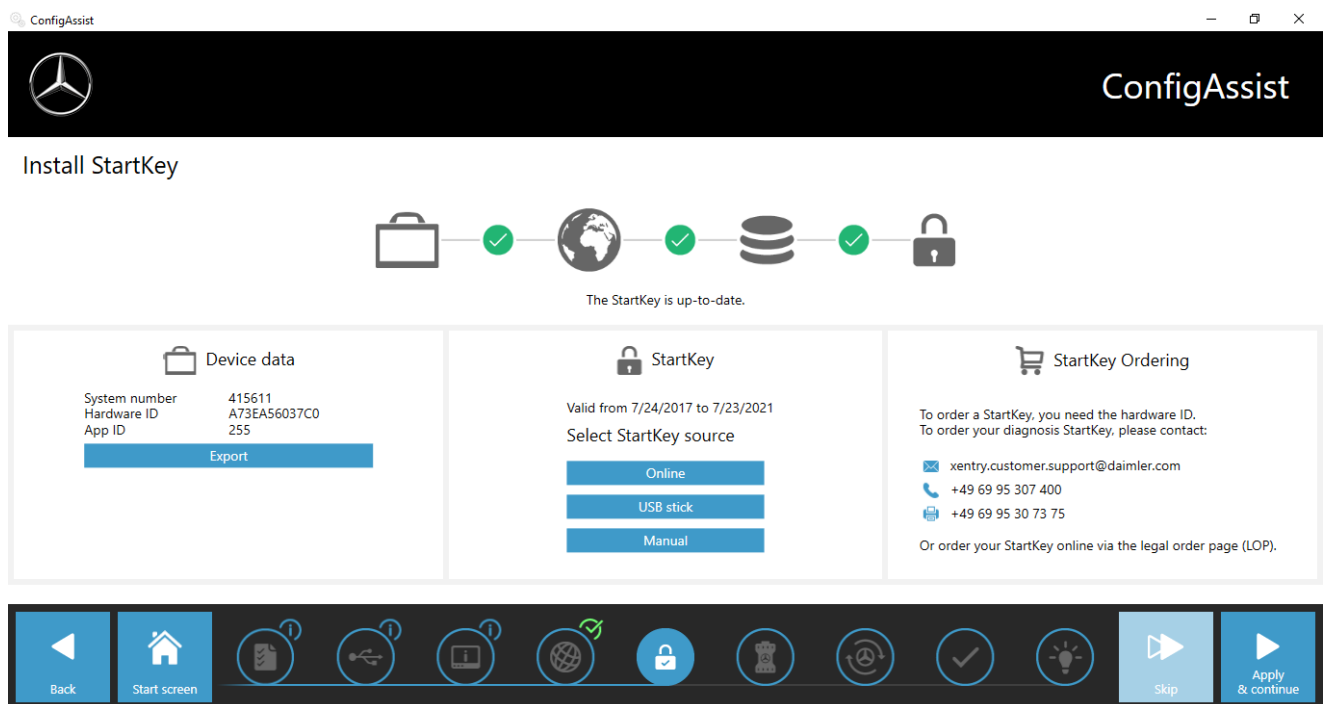 ConfigAssist
ConfigAssist
Install StartKey
The StartKey is up-to-date.
Device data
System number 415611
Hardware ID A73EA56037C0
App ID 255
Export
StartKey
Valid from 7/24/2017 to 7/23/2021
Select StartKey source
Online
USB stick
Manual
StartKey Ordering
To order a StartKey, you need the hardware ID.
To order your diagnosis StartKey, please contact:
xentry.customer.support@daimler.com
+49 69 95 307 400
+49 69 95 30 73 75
Or order your StartKey online via the legal order page (LOP).
Back
Start screen
Skip
Apply
& continue